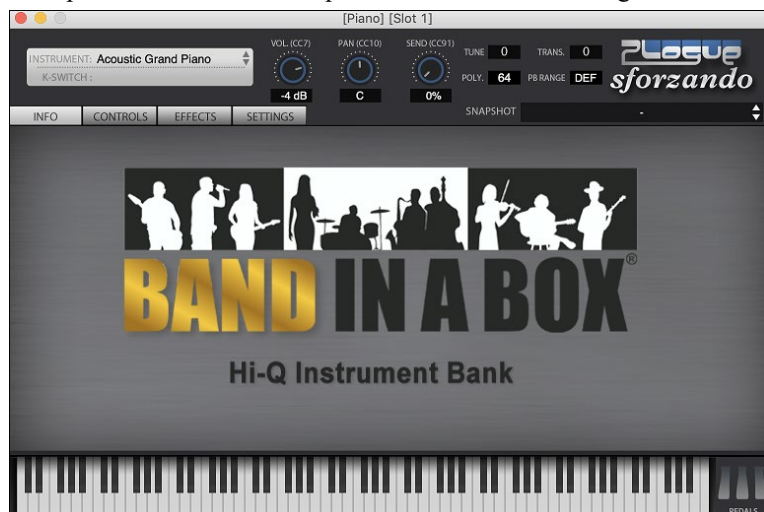 [Piano] [Slot 1]
INSTRUMENT: Acoustic Grand Piano
K-SWITCH :
VOL. (CC7) PAN (CC10) SEND (CC91)
-4 dB C 0%
TUNE 0 TRANS. 0
POLY. 64 PB RANGE DEF
Plogue
sforzando
INFO CONTROLS EFFECTS SETTINGS
SNAPSHOT -
BAND IN A BOX®
Hi-Q Instrument Bank
PEDALS